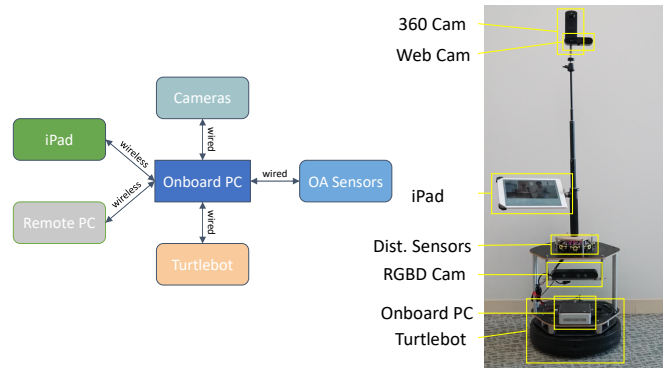 360 Cam
Web Cam
Cameras
wired
iPad
wireless
Onboard PC
wired
OA Sensors
wireless
Remote PC
wired
Turtlebot
iPad
Dist. Sensors
RGBD Cam
Onboard PC
Turtlebot